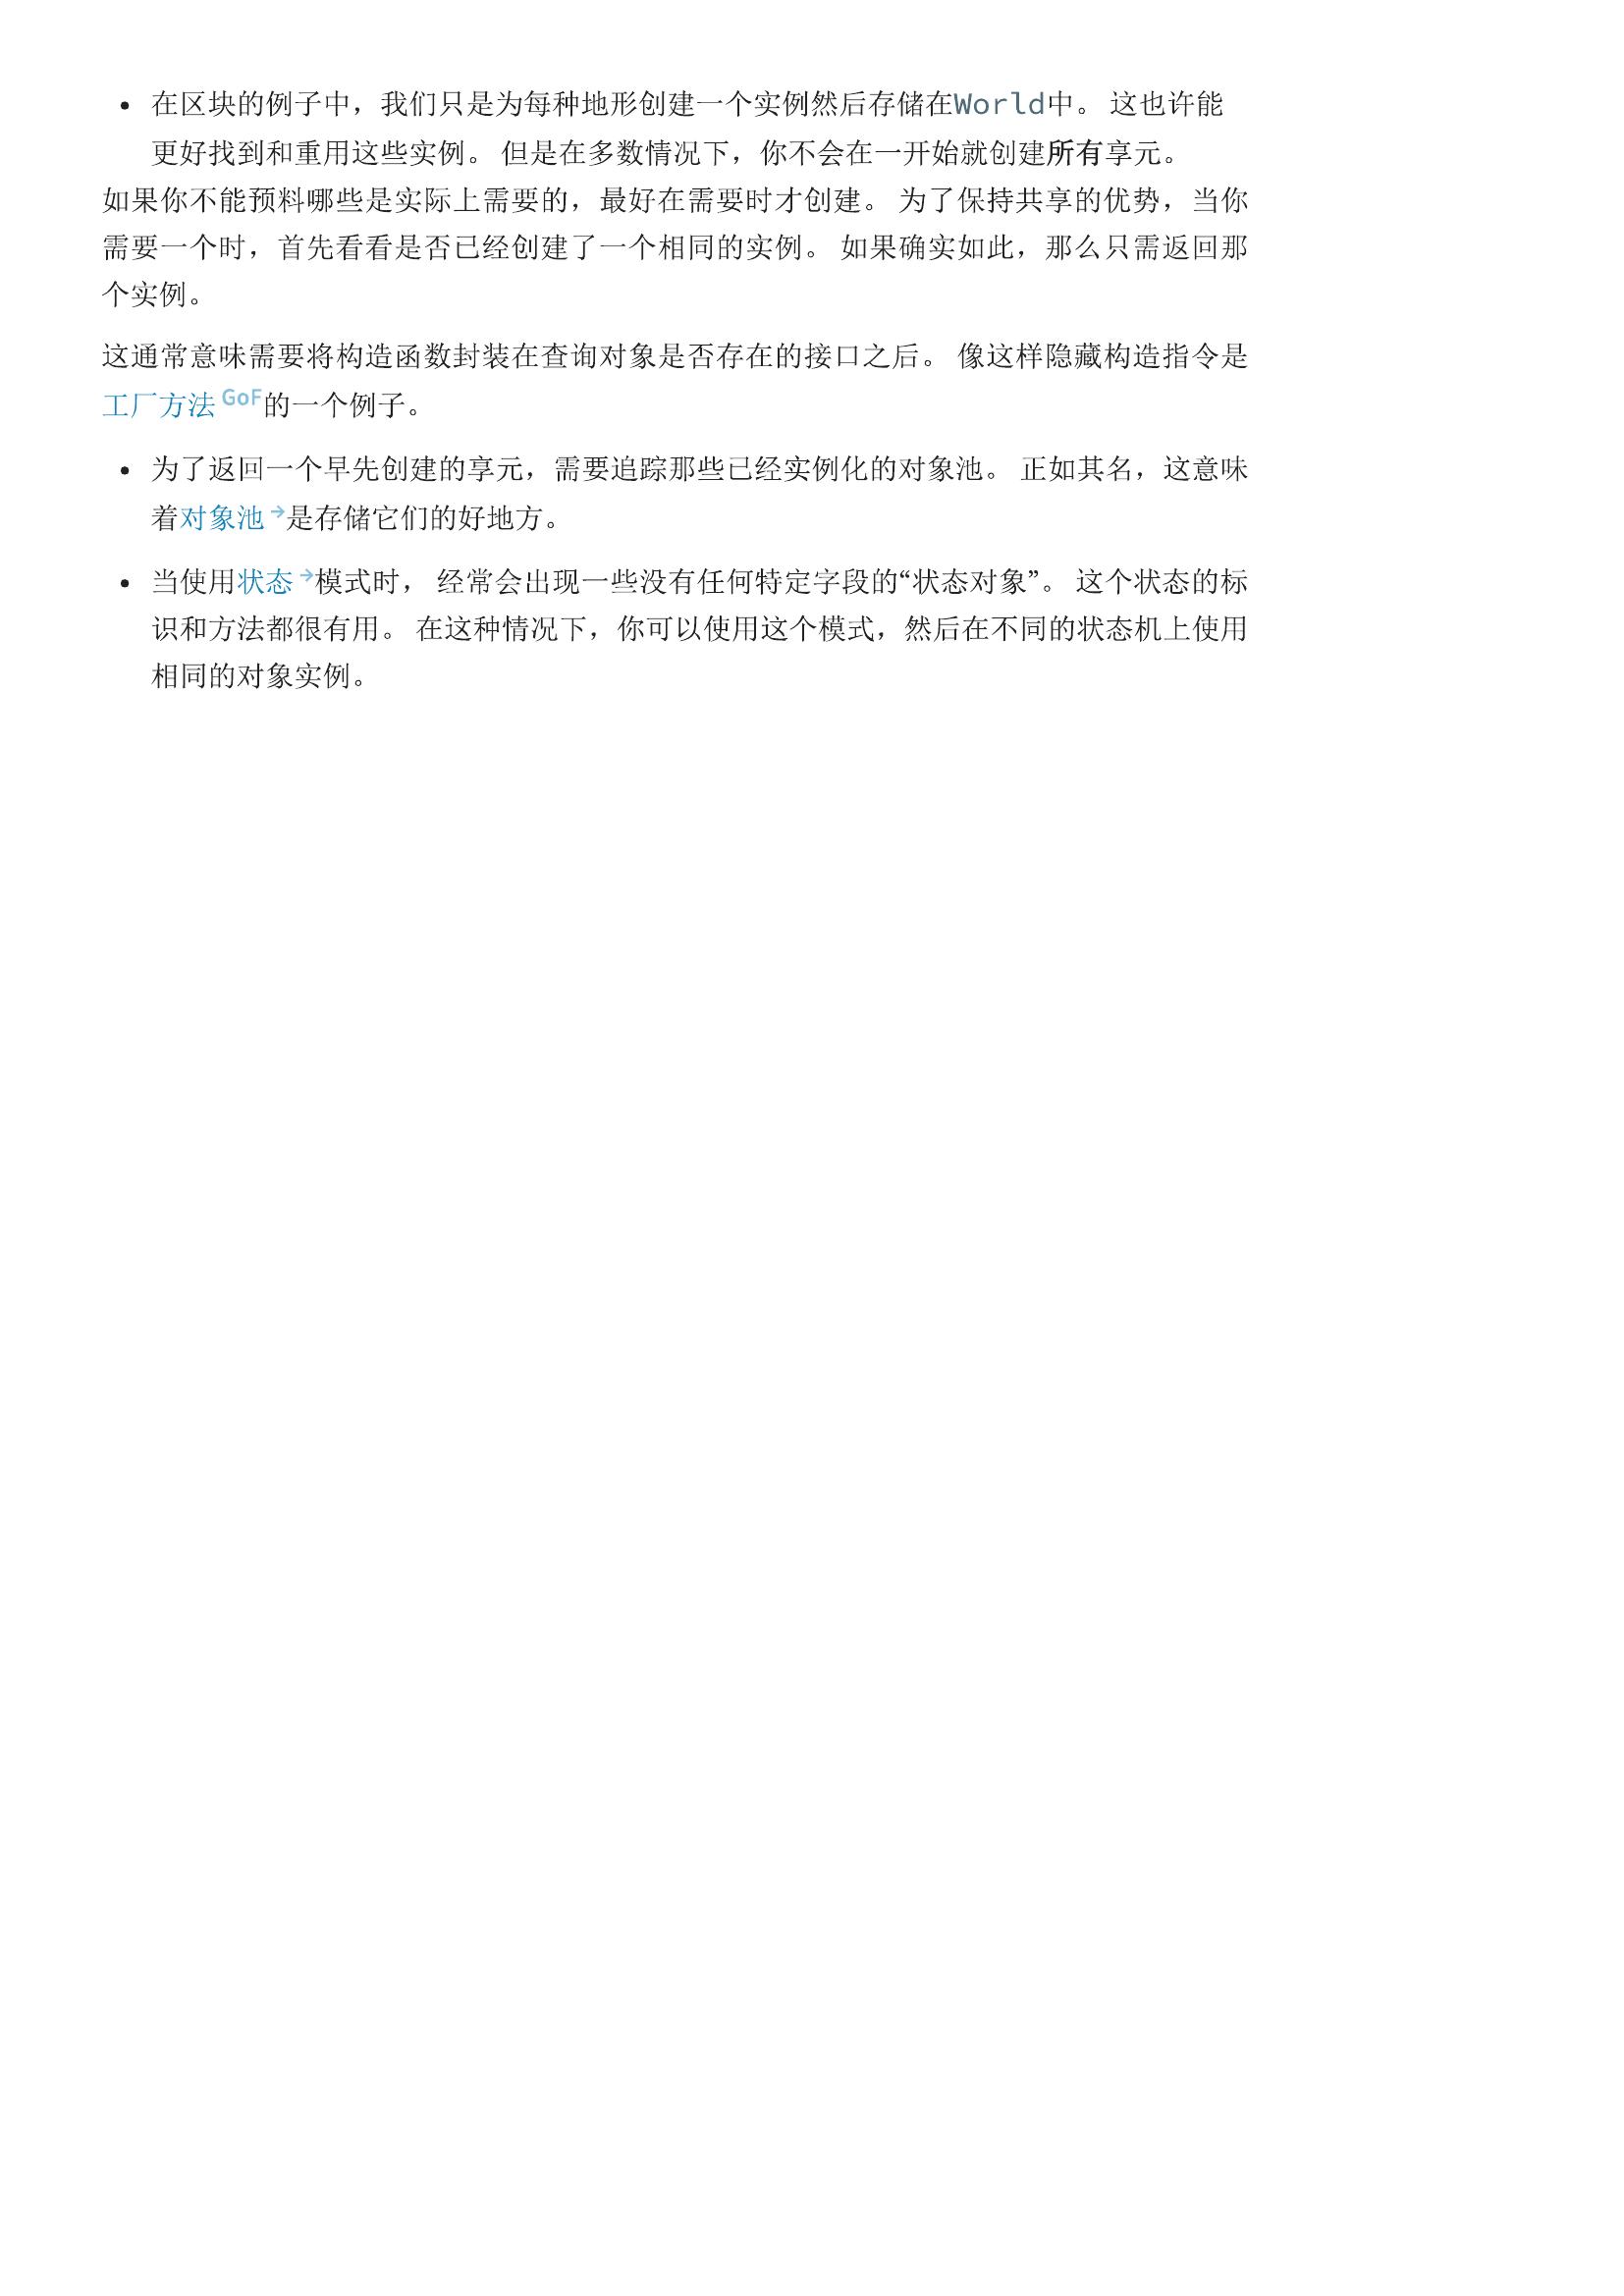 • 在区块的例子中，我们只是为每种地形创建一个实例然后存储在World中。 这也许能
更好找到和重用这些实例。 但是在多数情况下，你不会在一开始就创建所有享元。
如果你不能预料哪些是实际上需要的，最好在需要时才创建。 为了保持共享的优势，当你
需要一个时，首先看看是否已经创建了一个相同的实例。 如果确实如此，那么只需返回那
个实例。
这通常意味需要将构造函数封装在查询对象是否存在的接口之后。 像这样隐藏构造指令是
工厂方法 GoF的一个例子。
• 为了返回一个早先创建的享元，需要追踪那些已经实例化的对象池。 正如其名，这意味
着对象池 →是存储它们的好地方。
• 当使用状态 →模式时， 经常会出现一些没有任何特定字段的“状态对象”。 这个状态的标
识和方法都很有用。 在这种情况下，你可以使用这个模式，然后在不同的状态机上使用
相同的对象实例。